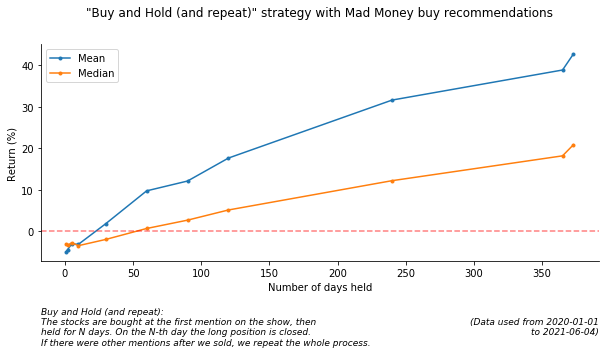 "Buy and Hold (and repeat)" strategy with Mad Money buy recommendations
Mean
Median
Return (%)
40
30
20
10
0
0 50 100 150 200 250 300 350
Number of days held
Buy and Hold (and repeat):
The stocks are bought at the first mention on the show, then
held for N days. On the N-th day the long position is closed.
If there were other mentions after we sold, we repeat the whole process.
(Data used from 2020-01-01
to 2021-06-04)